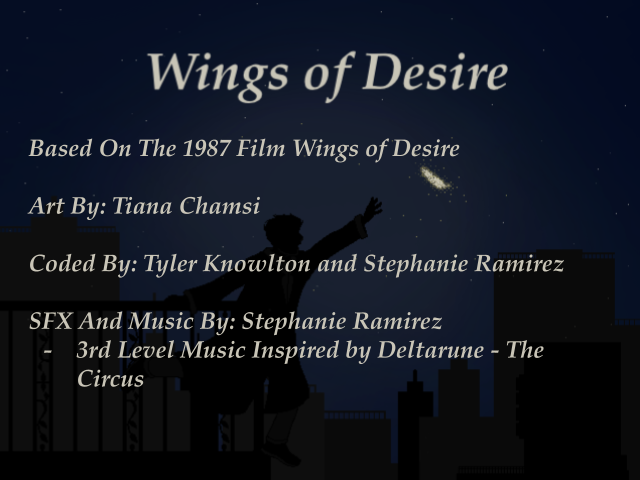 Wings of Desire
Based On The 1987 Film Wings of Desire
Art By: Tiana Chamsi
Coded By: Tyler Knowlton and Stephanie Ramirez
SFX And Music By: Stephanie Ramirez
- 3rd Level Music Inspired by Deltarune - The
Circus